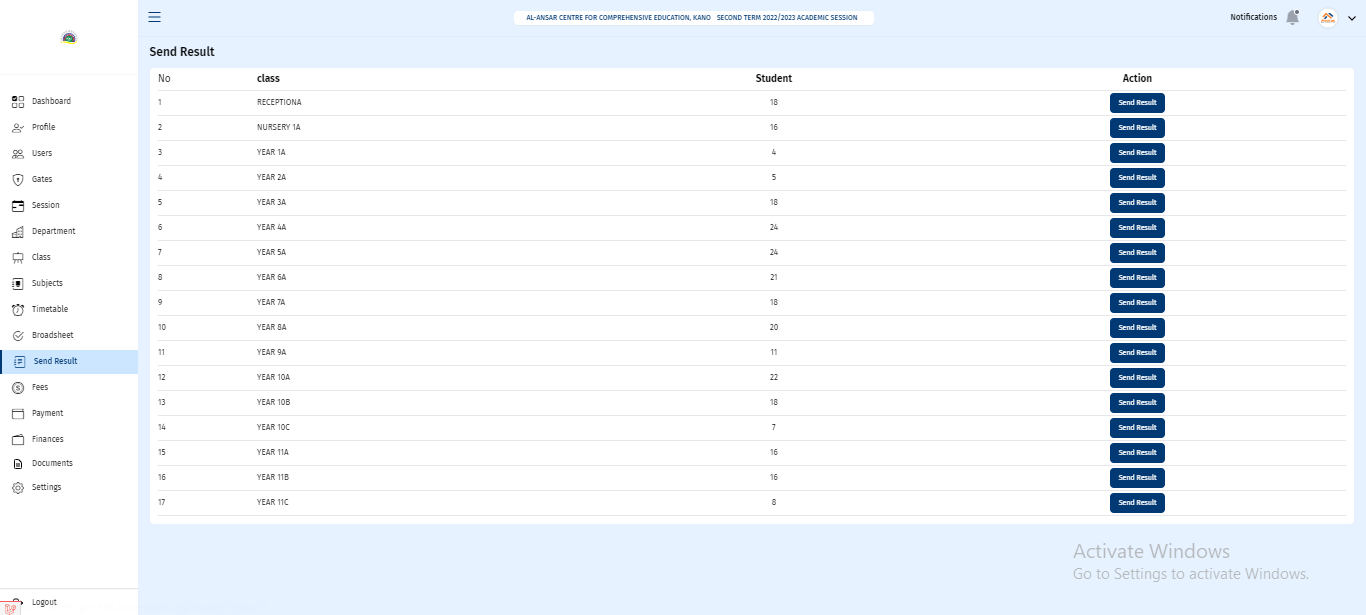 AL-ANSAR CENTRE FOR COMPREHENSIVE EDUCATION, KANO SECOND TERM 2022/2023 ACADEMIC SESSION
Notifications
Dashboard
Profile
Users
Gates
Session
Department
Class
Subjects
Timetable
Broadsheet
Send Result
Fees
Payment
Finances
Documents
Settings
Logout
Send Result
No class Student Action
1 RECEPTIONA 18 Send Result
2 NURSERY 1A 16 Send Result
3 YEAR 1A 4 Send Result
4 YEAR 2A 5 Send Result
5 YEAR 3A 18 Send Result
6 YEAR 4A 24 Send Result
7 YEAR 5A 24 Send Result
8 YEAR 6A 21 Send Result
9 YEAR 7A 18 Send Result
10 YEAR 8A 20 Send Result
11 YEAR 9A 11 Send Result
12 YEAR 10A 22 Send Result
13 YEAR 10B 18 Send Result
14 YEAR 10C 7 Send Result
15 YEAR 11A 16 Send Result
16 YEAR 11B 16 Send Result
17 YEAR 11C 8 Send Result
Activate Windows
Go to Settings to activate Windows.